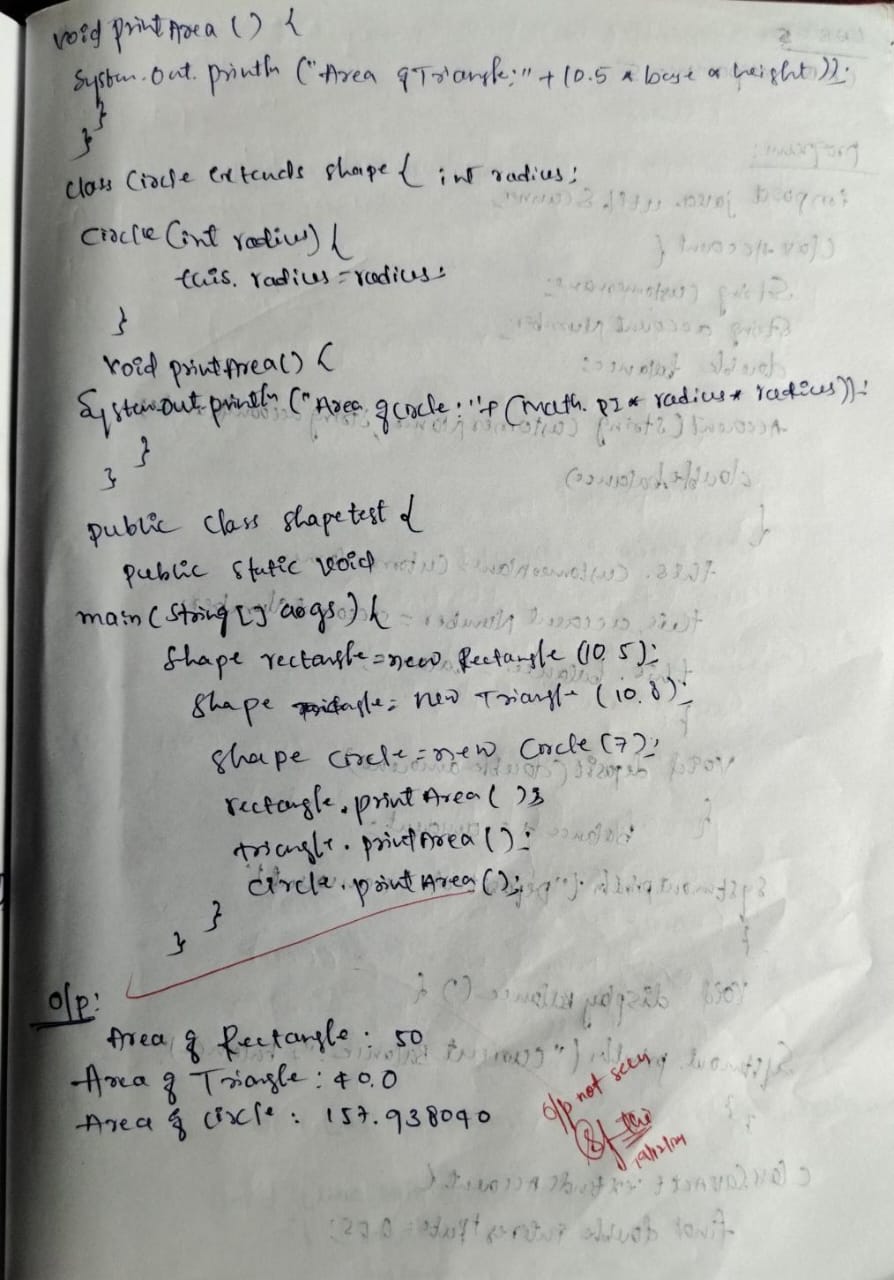 void printArea () {
System.out.println ("Area of Triangle:" + (0.5 * base * height));
}
}
class Circle extends shape { int radius;
Circle (int radius) {
this. radius = radius;
}
void printArea() {
System.out.println ("Area of circle:"+ (Math. PI * radius * radius));
}
}
public class shapetest {
public static void
main (String [] args) {
Shape rectangle = new Rectangle (10, 5);
shape triangle = new Triangle (10, 8);
shape circle = new Circle (7);
rectangle.printArea ( );
triangle. printArea ();
circle. printArea ();
}
}
O/p:
Area of Rectangle : 50
Area of Triangle : 40.0
Area of circle : 157.938040
O/p not seen
19/12/24